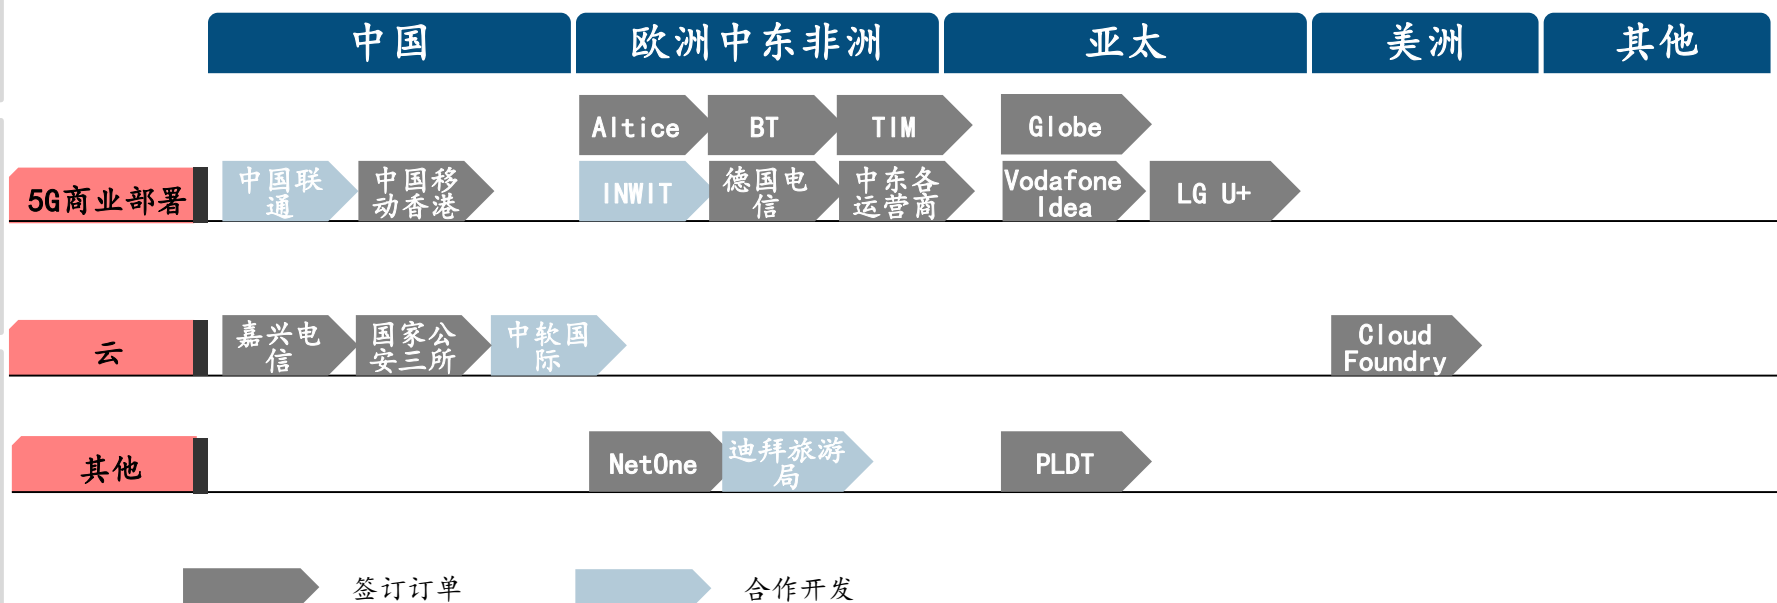 中国 欧洲中东非洲 亚太 美洲 其他
Altice BT TIM Globe
5G商业部署
中国联
通
中国移
动香港
INWIT
德国电
信
中东各
运营商
Vodafone
Idea
LG U+
云
嘉兴电
信
国家公
安三所
中软国
际
Cloud
Foundry
其他
NetOne
迪拜旅游
局
PLDT
签订订单 合作开发